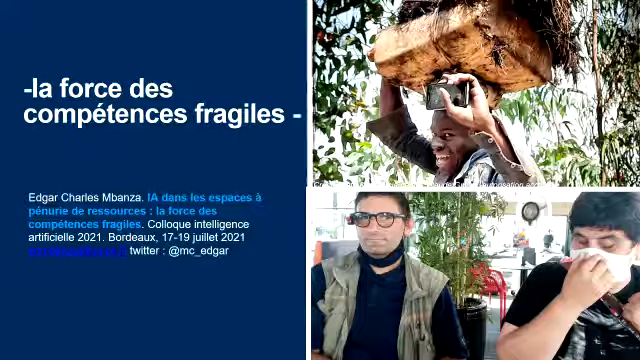 -la force des
compétences fragiles -
Edgar Charles Mbanza. IA dans les espaces à
pénurie de ressources : la force des
compétences fragiles. Colloque intelligence
artificielle 2021. Bordeaux, 17-19 juillet 2021
twitter : @mc_edgar